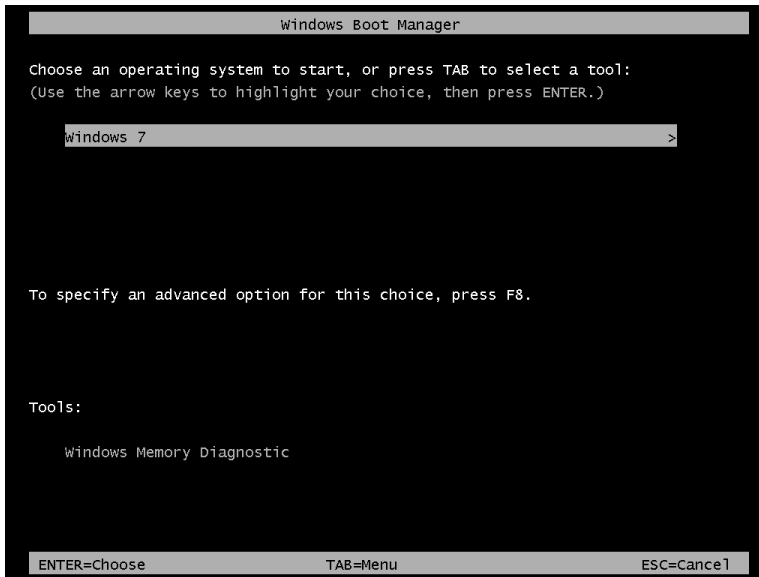 Windows Boot Manager
Choose an operating system to start, or press TAB to select a tool:
(Use the arrow keys to highlight your choice, then press ENTER.)
Windows 7 >
To specify an advanced option for this choice, press F8.
Tools:
Windows Memory Diagnostic
ENTER=Choose TAB=Menu ESC=Cancel